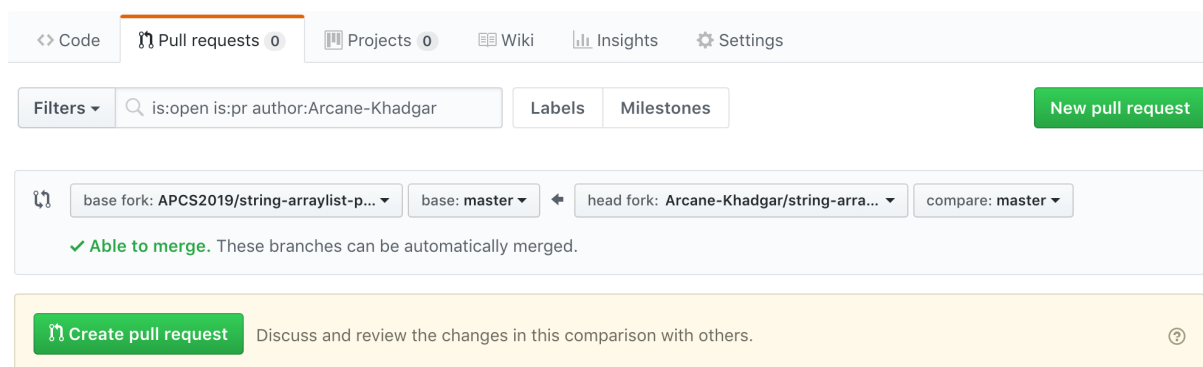 Code Pull requests 0 Projects 0 Wiki Insights Settings
Filters is:open is:pr author:Arcane-Khadgar Labels Milestones New pull request
base fork: APCS2019/string-arraylist-p... base: master head fork: Arcane-Khadgar/string-arra... compare: master
Able to merge. These branches can be automatically merged.
Create pull request Discuss and review the changes in this comparison with others. ?